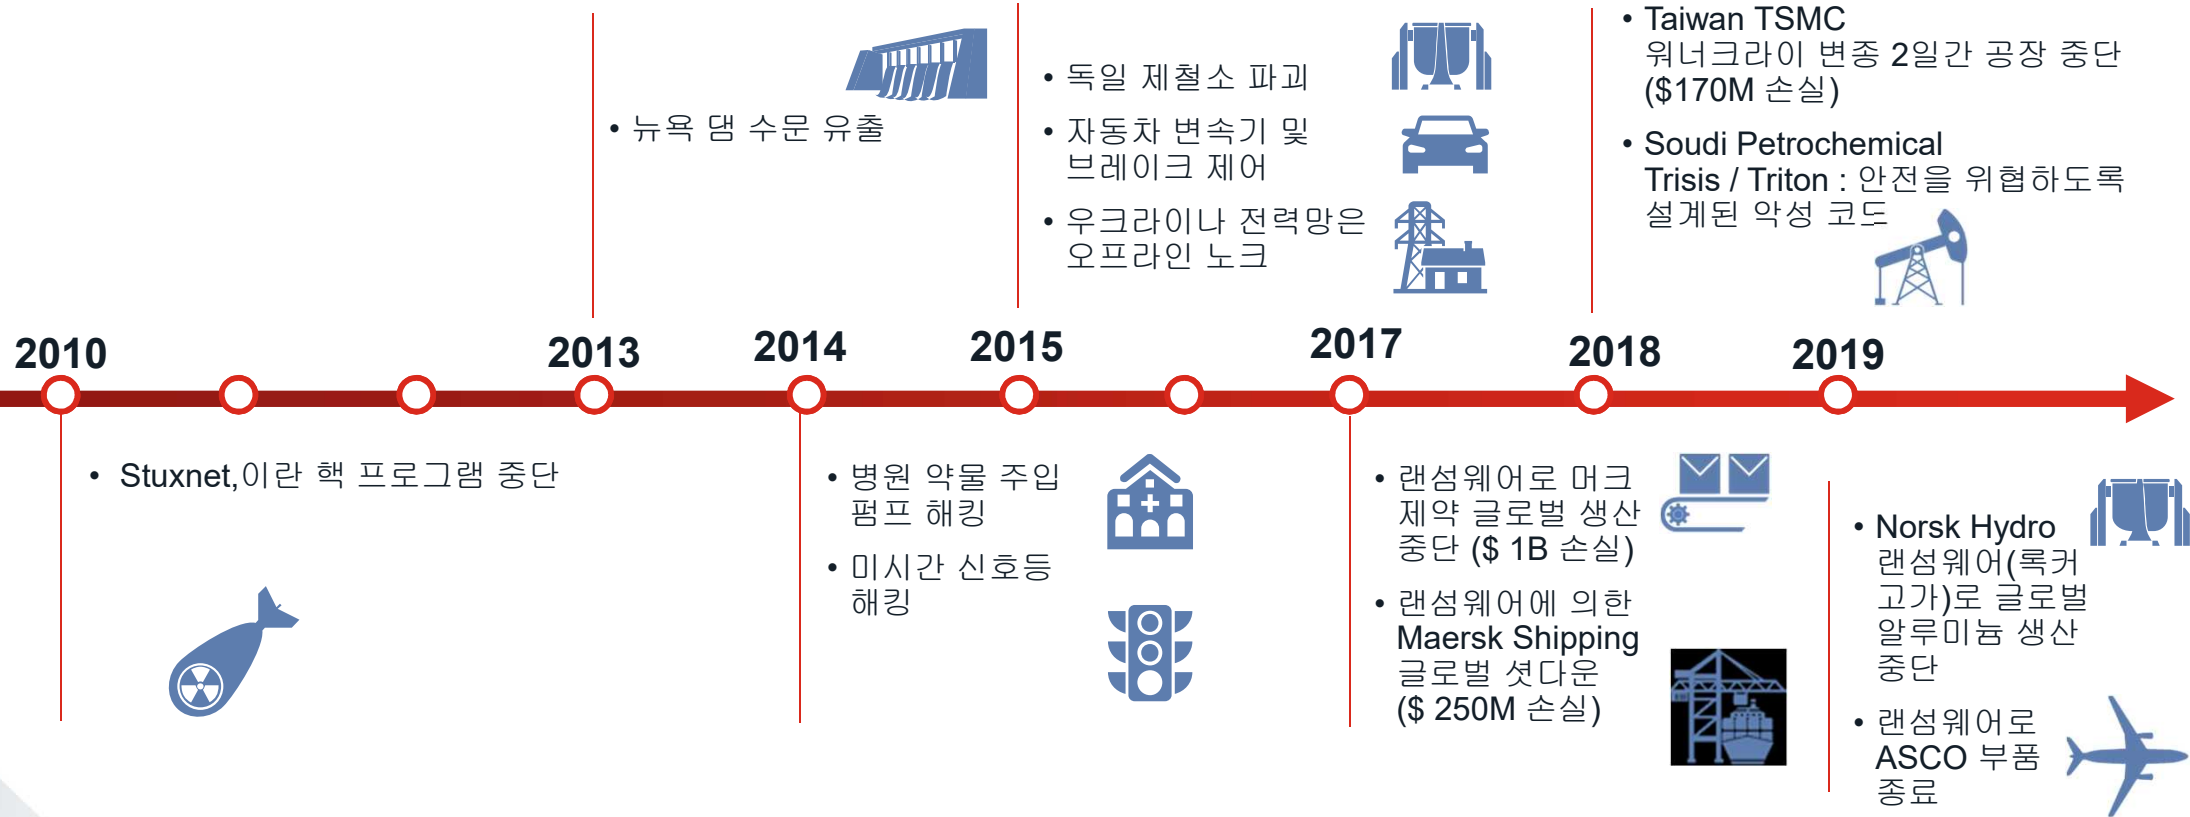 • 뉴욕 댐 수문 유출
• 독일 제철소 파괴
• 자동차 변속기 및
브레이크 제어
• 우크라이나 전력망은
오프라인 노크
• Taiwan TSMC
워너크라이 변종 2일간 공장 중단
($170M 손실)
• Soudi Petrochemical
Trisis / Triton : 안전을 위협하도록
설계된 악성 코드
2010
2013
2014
2015
2017
2018
2019
• Stuxnet,이란 핵 프로그램 중단
• 병원 약물 주입
펌프 해킹
• 미시간 신호등
해킹
• 랜섬웨어로 머크
제약 글로벌 생산
중단 ($ 1B 손실)
• 랜섬웨어에 의한
Maersk Shipping
글로벌 셧다운
($ 250M 손실)
• Norsk Hydro
랜섬웨어(록커
고가)로 글로벌
알루미늄 생산
중단
• 랜섬웨어로
ASCO 부품
종료